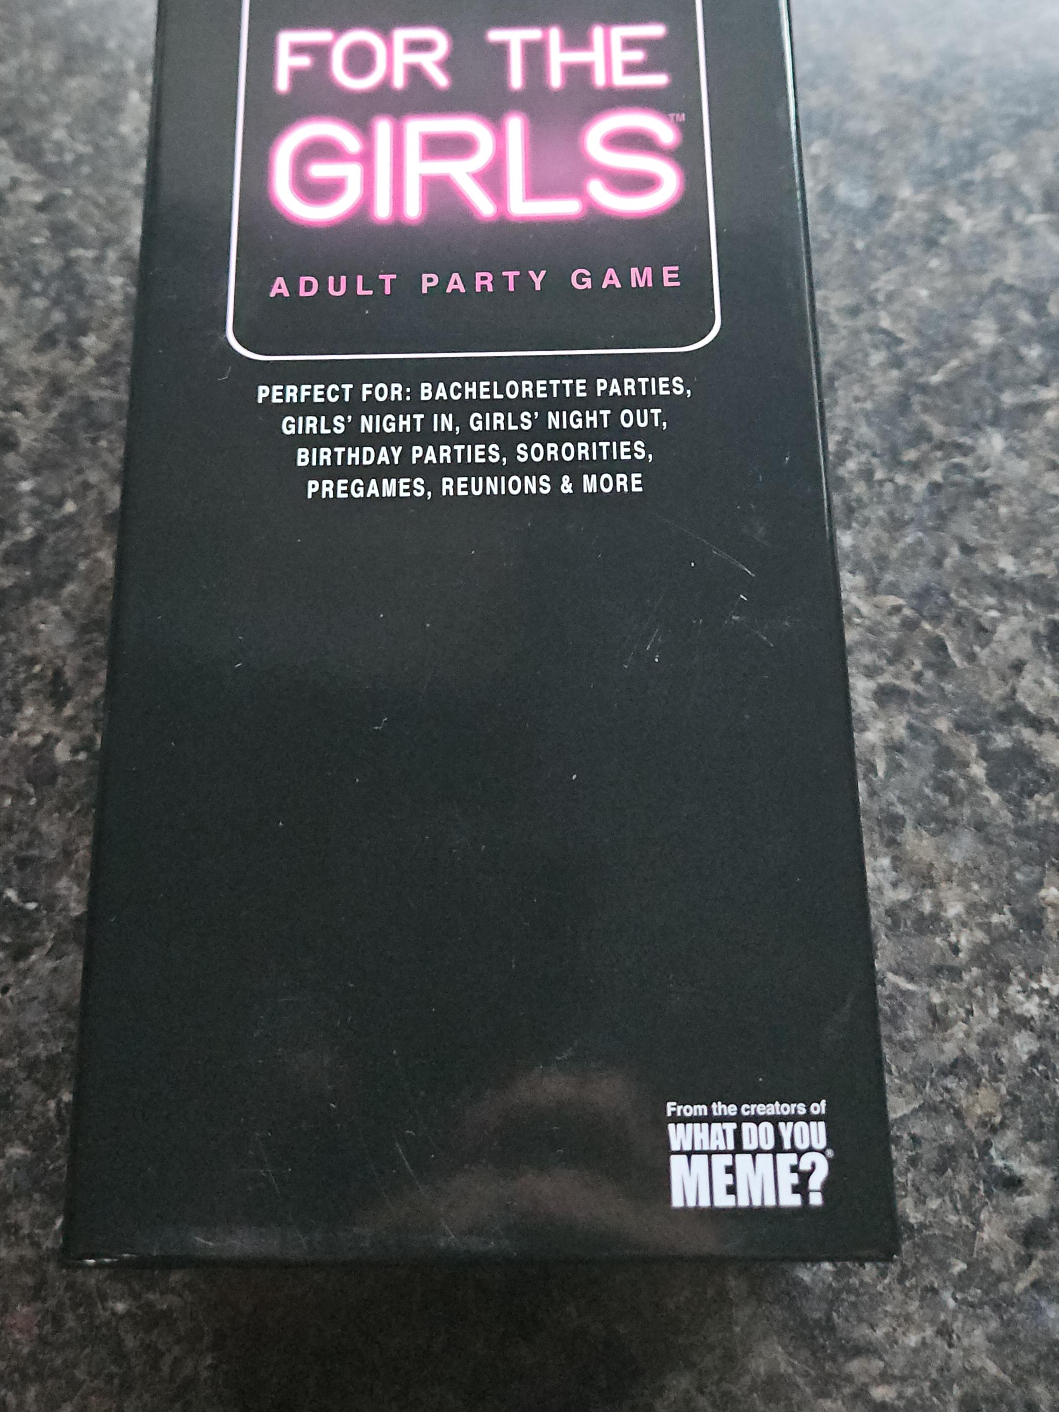 FOR THE
GIRLS™
ADULT PARTY GAME
PERFECT FOR: BACHELORETTE PARTIES,
GIRLS' NIGHT IN, GIRLS' NIGHT OUT,
BIRTHDAY PARTIES, SORORITIES,
PREGAMES, REUNIONS & MORE
From the creators of
WHAT DO YOU
MEME?®